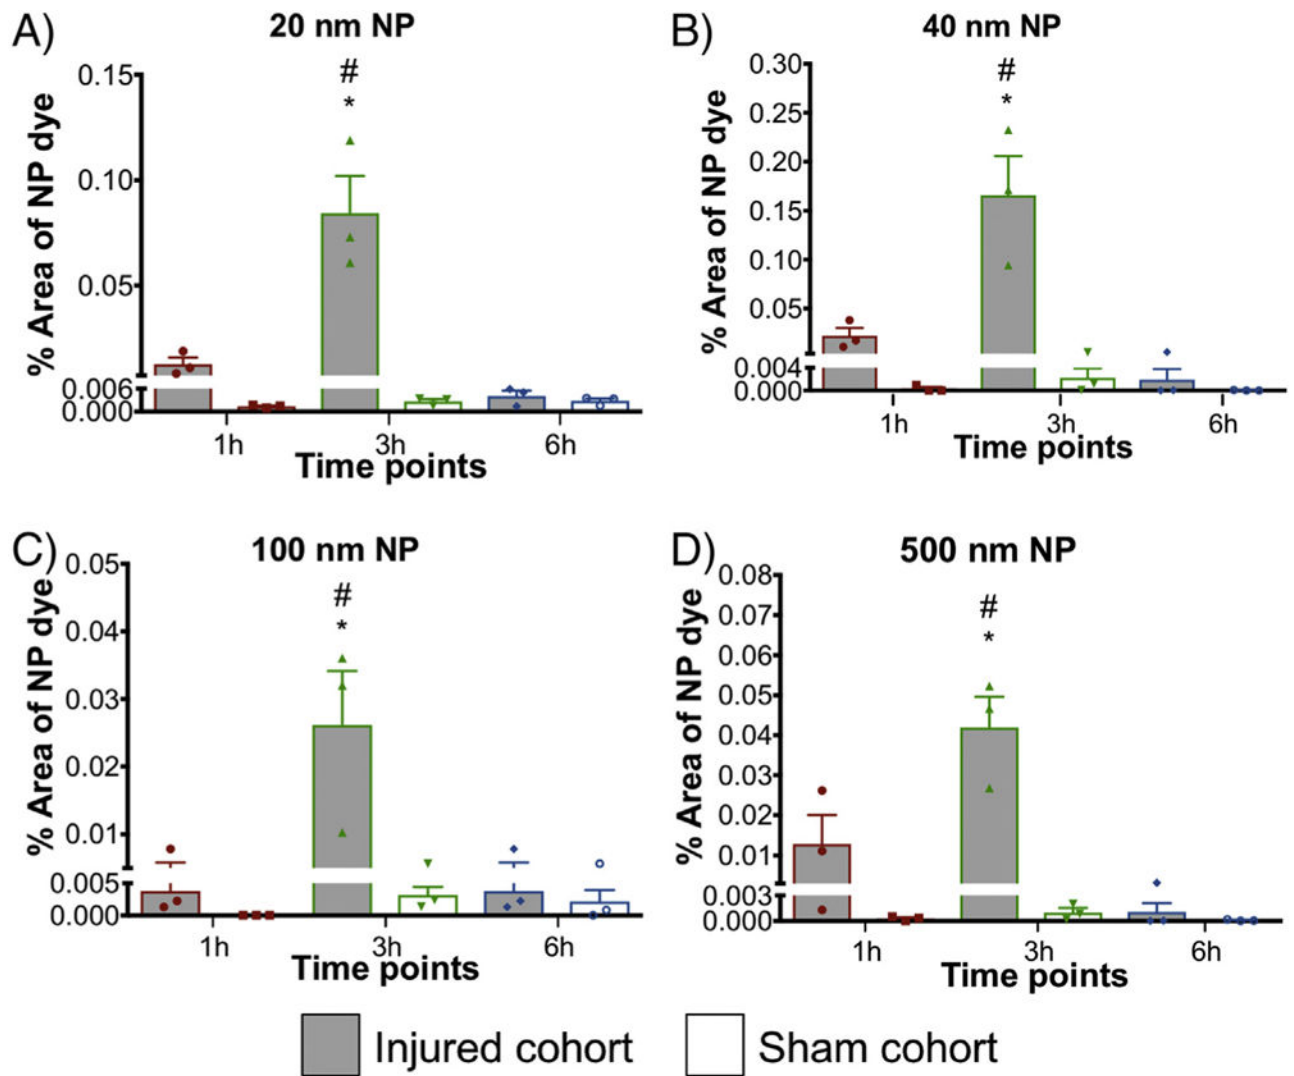 A)
20 nm NP
% Area of NP dye
0.15
0.10
0.05
0.006
0.000
#
*
1h
3h
6h
Time points
B)
40 nm NP
% Area of NP dye
0.30
0.25
0.20
0.15
0.10
0.05
0.004
0.000
#
*
1h
3h
6h
Time points
C)
100 nm NP
% Area of NP dye
0.05
0.04
0.03
0.02
0.01
0.005
0.000
#
*
1h
3h
6h
Time points
D)
500 nm NP
% Area of NP dye
0.08
0.07
0.06
0.05
0.04
0.03
0.02
0.01
0.003
0.000
#
*
1h
3h
6h
Time points
Injured cohort
Sham cohort